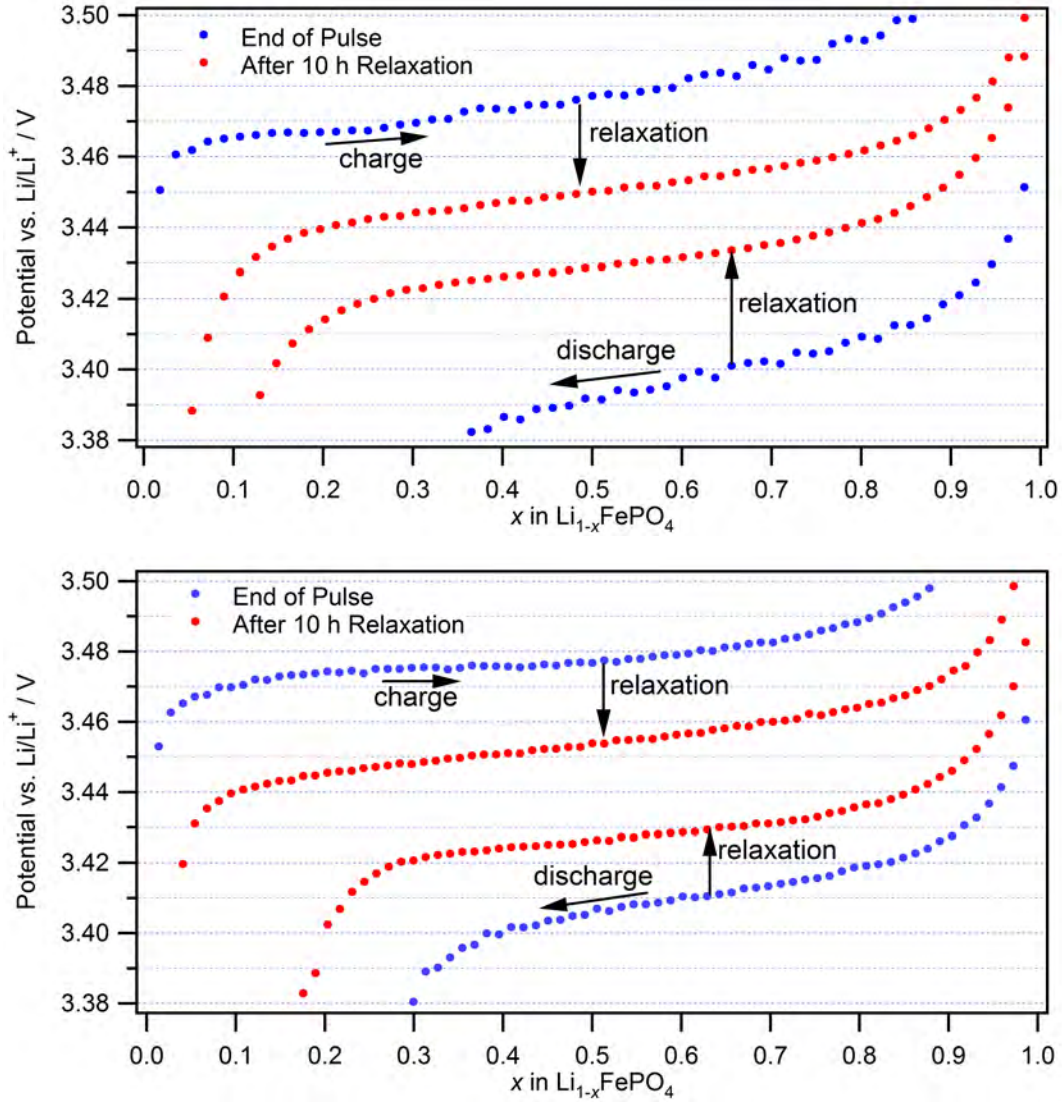 3.50
3.48
3.46
3.44
3.42
3.40
3.38
Potential vs. Li/Li⁺ / V
End of Pulse
After 10 h Relaxation
charge
relaxation
relaxation
discharge
0.0 0.1 0.2 0.3 0.4 0.5 0.6 0.7 0.8 0.9 1.0
x in Li₁₋ₓFePO₄
3.50
3.48
3.46
3.44
3.42
3.40
3.38
Potential vs. Li/Li⁺ / V
End of Pulse
After 10 h Relaxation
charge
relaxation
relaxation
discharge
0.0 0.1 0.2 0.3 0.4 0.5 0.6 0.7 0.8 0.9 1.0
x in Li₁₋ₓFePO₄